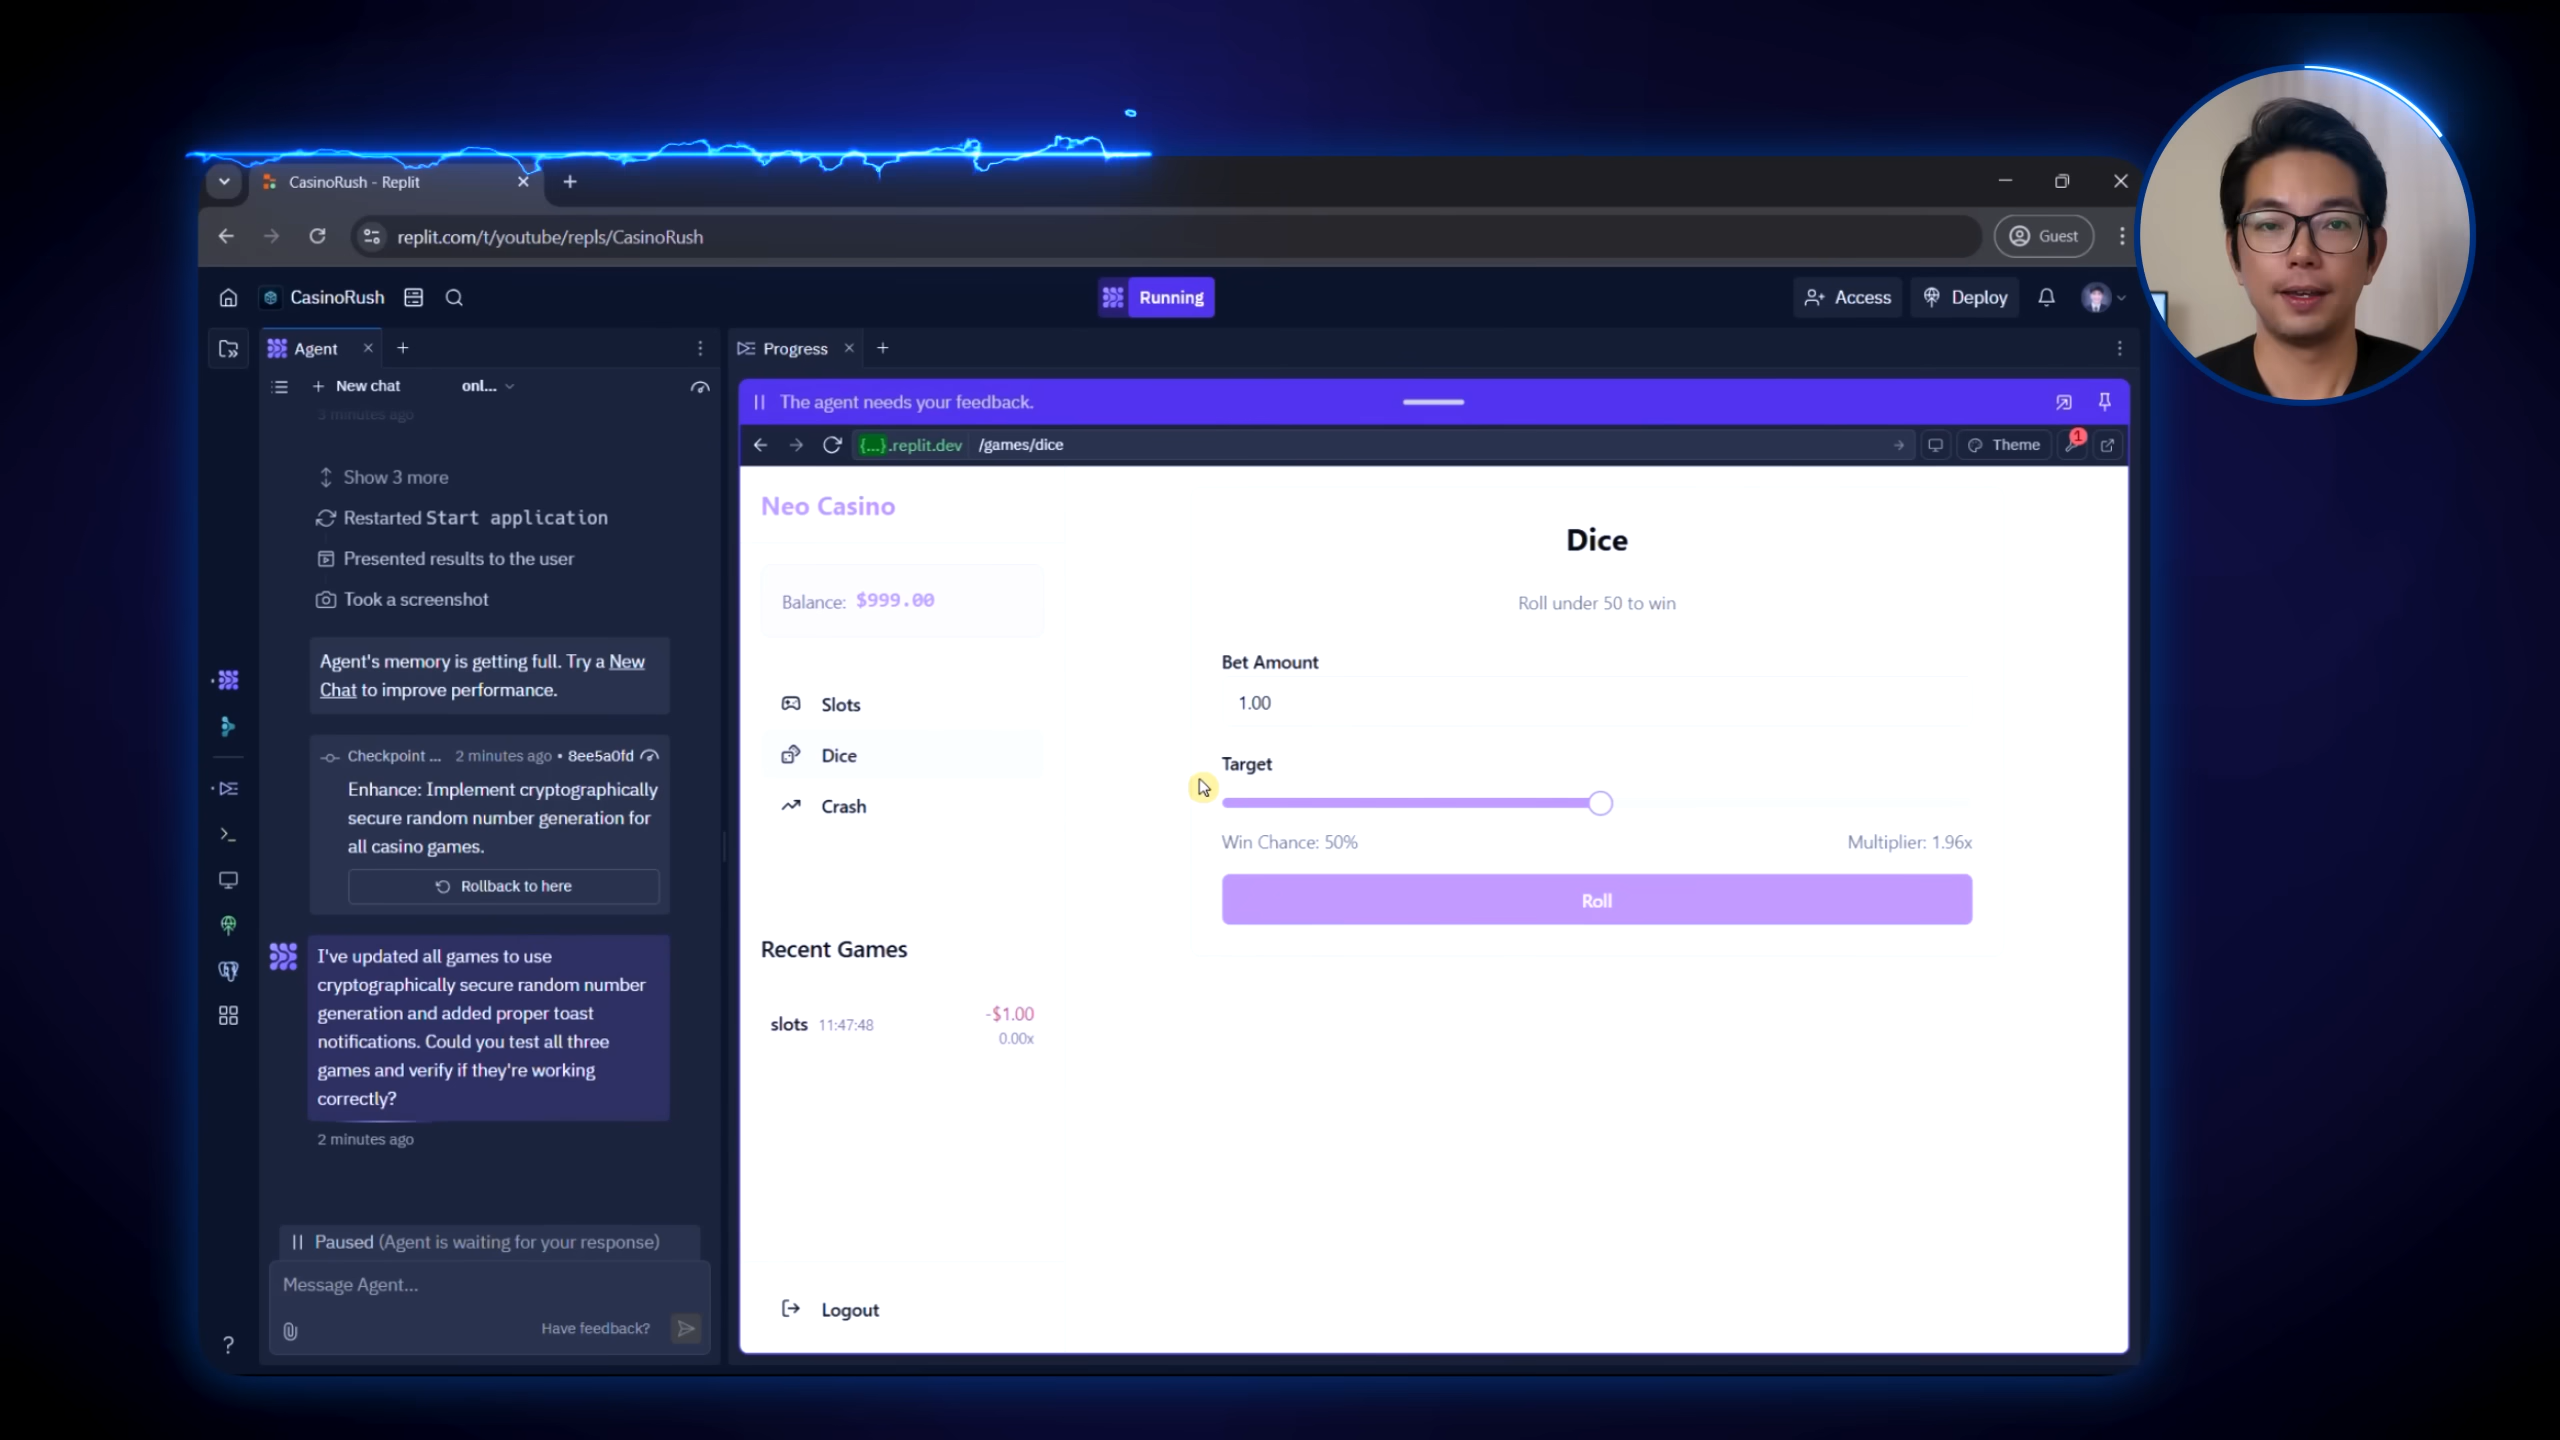 CasinoRush - Replit
replit.com/t/youtube/repls/CasinoRush
Guest
CasinoRush
Running
Access
Deploy
Agent
Progress
New chat
onl...
3 minutes ago
Show 3 more
Restarted Start application
Presented results to the user
Took a screenshot
Agent's memory is getting full. Try a New
Chat to improve performance.
Checkpoint ... 2 minutes ago • 8ee5a0fd
Enhance: Implement cryptographically
secure random number generation for
all casino games.
Rollback to here
I've updated all games to use
cryptographically secure random number
generation and added proper toast
notifications. Could you test all three
games and verify if they're working
correctly?
2 minutes ago
Paused (Agent is waiting for your response)
Message Agent...
Have feedback?
?
The agent needs your feedback.
{...}.replit.dev /games/dice
Theme
1
Neo Casino
Balance: $999.00
Slots
Dice
Crash
Recent Games
slots 11:47:48 -$1.00
0.00x
Logout
Dice
Roll under 50 to win
Bet Amount
1.00
Target
Win Chance: 50% Multiplier: 1.96x
Roll